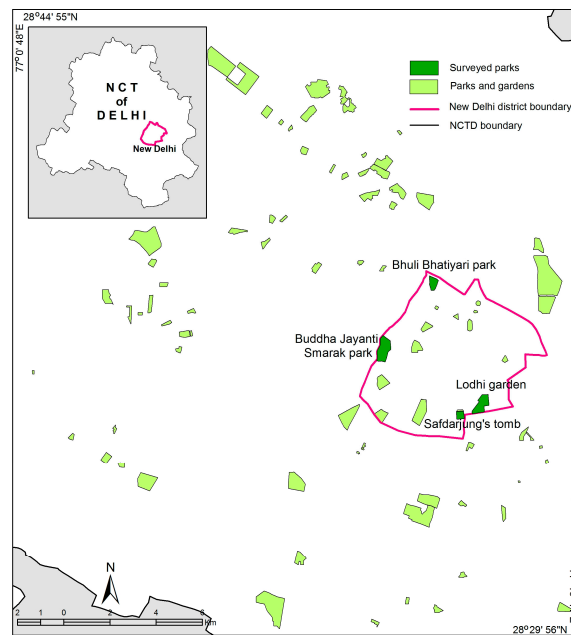 28°44' 55"N
77°0' 48"E
N C T
of
D E L H I
New Delhi
Surveyed parks
Parks and gardens
New Delhi district boundary
NCTD boundary
Bhuli Bhatiyari park
Buddha Jayanti
Smarak park
Lodhi garden
Safdarjung's tomb
N
2 1 0 2 4 6
Km
28°29' 56"N